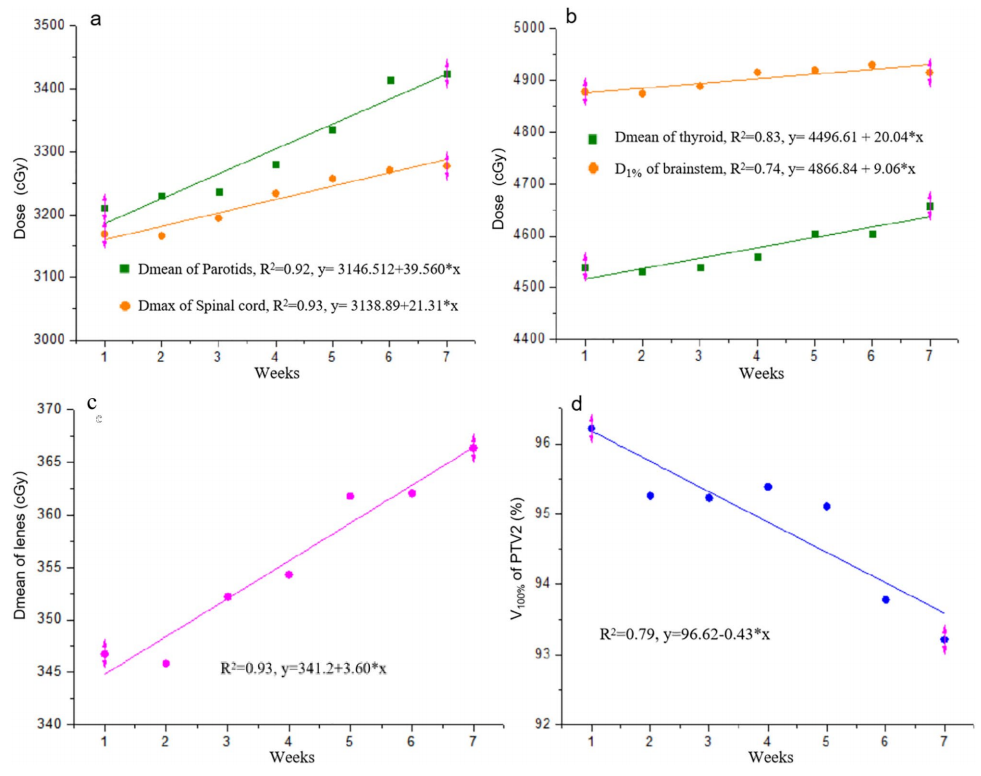 a
3500
3400
3300
3200
3100
3000
Dose (cGy)
Dmean of Parotids, R²=0.92, y= 3146.512+39.560*x
Dmax of Spinal cord, R²=0.93, y= 3138.89+21.31*x
1 2 3 4 5 6 7
Weeks
b
5000
4900
4800
4700
4600
4500
4400
Dose (cGy)
Dmean of thyroid, R²=0.83, y= 4496.61 + 20.04*x
D1% of brainstem, R²=0.74, y= 4866.84 + 9.06*x
1 2 3 4 5 6 7
Weeks
c
e
370
365
360
355
350
345
340
Dmean of lenes (cGy)
R²=0.93, y=341.2+3.60*x
1 2 3 4 5 6 7
Weeks
d
96
95
94
93
92
V100% of PTV2 (%)
R²=0.79, y=96.62-0.43*x
1 2 3 4 5 6 7
Weeks